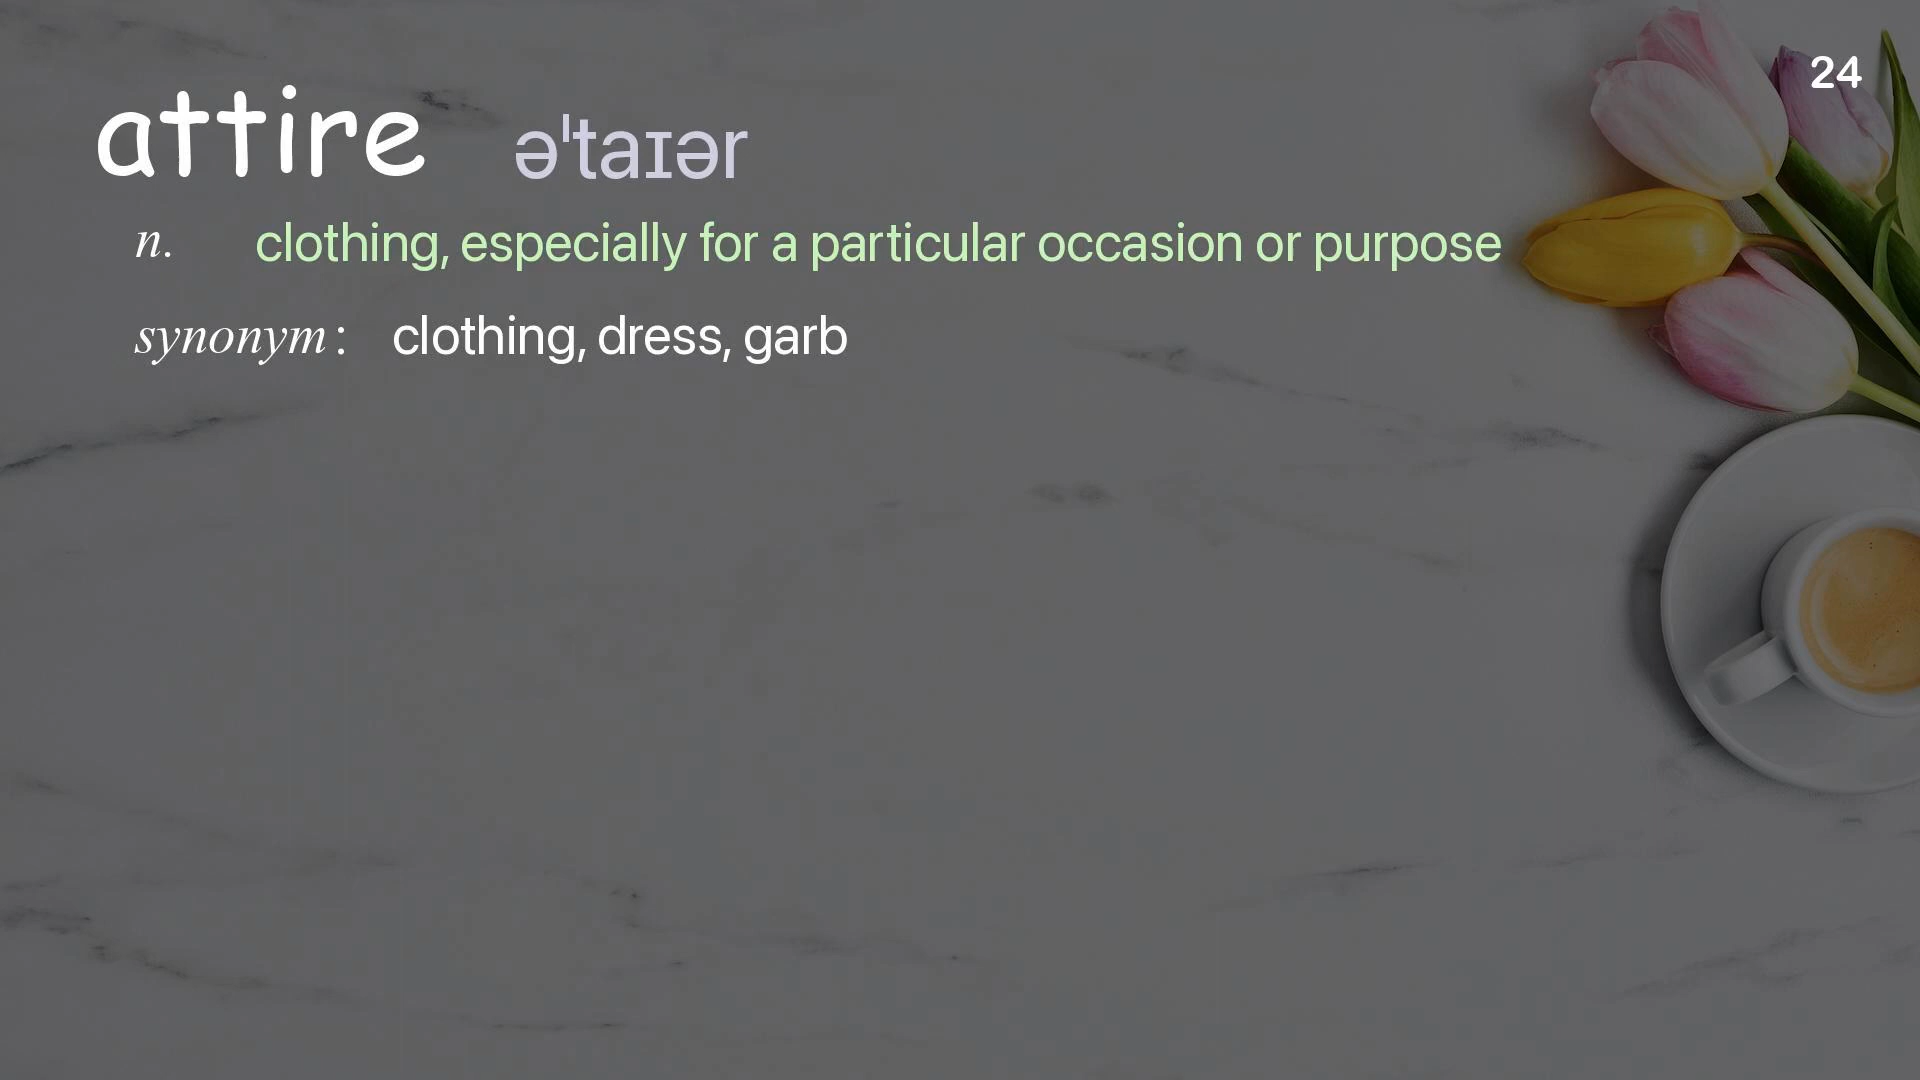 24
attire əˈtaɪər
n. clothing, especially for a particular occasion or purpose
synonym: clothing, dress, garb